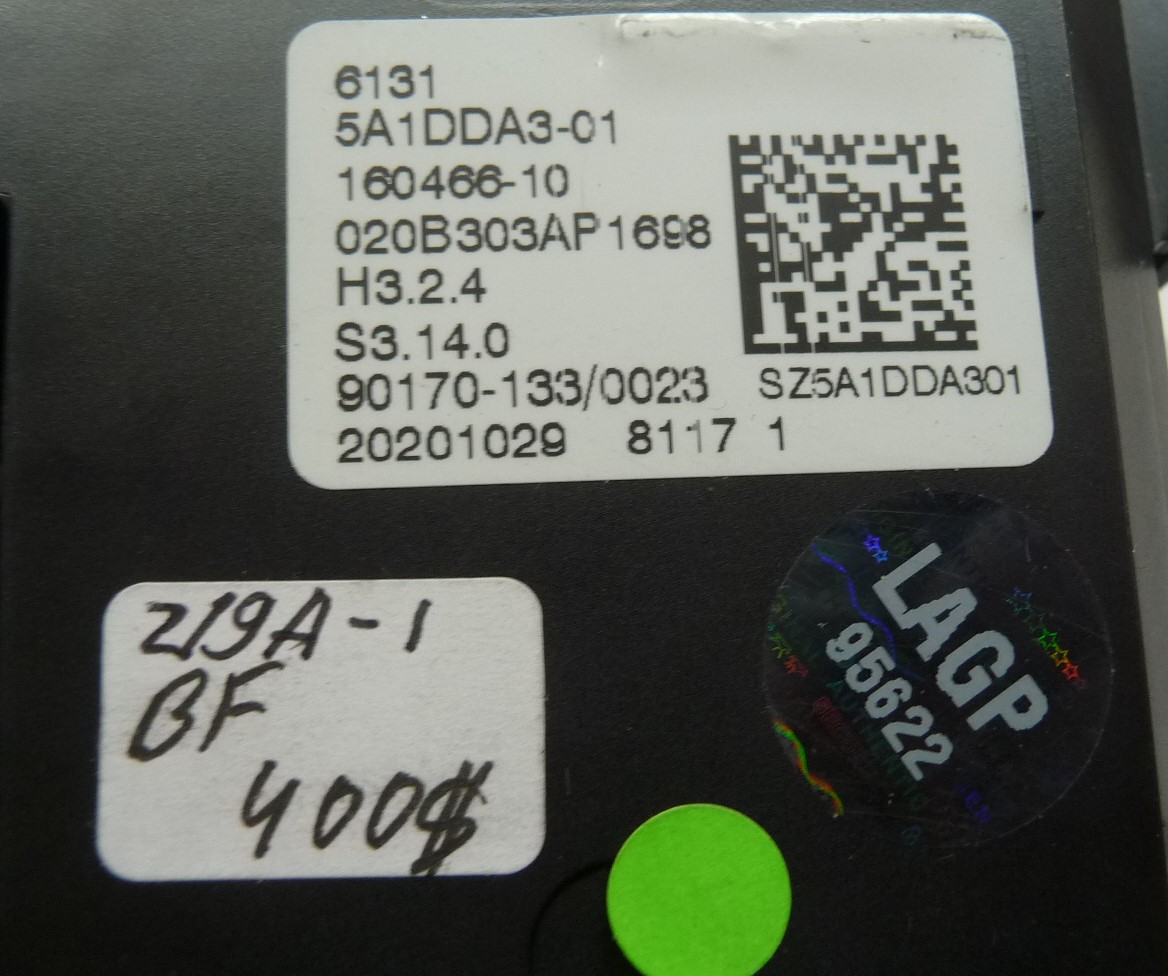 6131
5A1DDA3-01
160466-10
020B303AP1698
H3.2.4
S3.14.0
90170-133/0023
SZ5A1DDA301
20201029 8117 1
219A-1
BF
400$
LAGP
95622